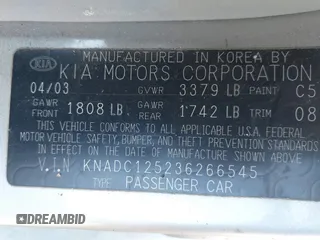 MANUFACTURED IN KOREA BY
KIA KIA MOTORS CORPORATION
04/03 GVWR 3379 LB PAINT C5
GAWR FRONT 1808 LB GAWR REAR 1742 LB TRIM 08
THIS VEHICLE CONFORMS TO ALL APPLICABLE U.S.A. FEDERAL
MOTOR VEHICLE SAFETY, BUMPER, AND THEFT PREVENTION STANDARDS
IN EFFECT ON THE DATE OF MANUFACTURE SHOWN ABOVE.
V.I.N. KNADC125236266545
TYPE: PASSENGER CAR
DREAMBID.COM